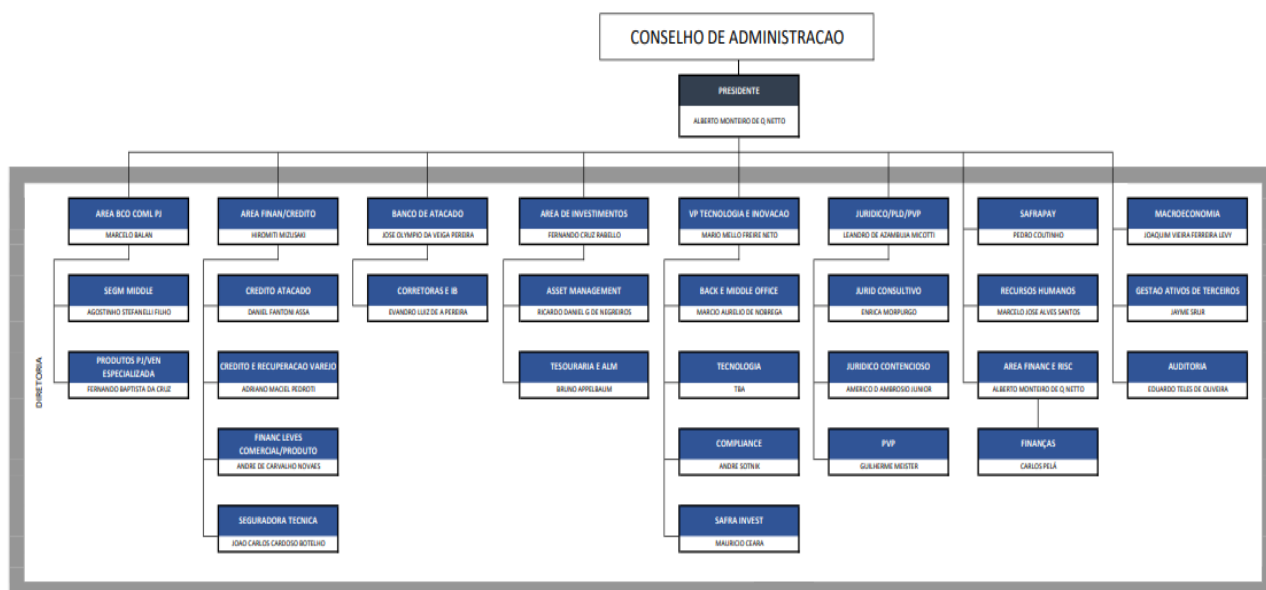 CONSELHO DE ADMINISTRACAO
PRESIDENTE
ALBERTO MONTEIRO DE Q NETTO
DIRETORIA
AREA BCO COML PJ
MARCELO BALAN
SEGM MIDDLE
AGOSTINHO STEFANELLI FILHO
PRODUTOS PJ/VEN
ESPECIALIZADA
FERNANDO BAPTISTA DA CRUZ
AREA FINAN/CREDITO
HIROMITI MIZUSAKI
CREDITO ATACADO
DANIEL FANTONI ASSA
CREDITO E RECUPERACAO VAREJO
ADRIANO MACIEL PEDROTI
FINANC LEVES
COMERCIAL/PRODUTO
ANDRE DE CARVALHO NOVAES
SEGURADORA TECNICA
JOAO CARLOS CARDOSO BOTELHO
BANCO DE ATACADO
JOSE OLYMPIO DA VEIGA PEREIRA
CORRETORAS E IB
EVANDRO LUIZ DE A PEREIRA
AREA DE INVESTIMENTOS
FERNANDO CRUZ RABELLO
ASSET MANAGEMENT
RICARDO DANIEL G DE NEGREIROS
TESOURARIA E ALM
BRUNO APPELBAUM
VP TECNOLOGIA E INOVACAO
MARIO MELLO FREIRE NETO
BACK E MIDDLE OFFICE
MARCIO AURELIO DE NOBREGA
TECNOLOGIA
TBA
COMPLIANCE
ANDRE SOTNIK
SAFRA INVEST
MAURICIO CEARA
JURIDICO/PLD/PVP
LEANDRO DE AZAMBUJA MICOTTI
JURID CONSULTIVO
ENRICA MORPURGO
JURIDICO CONTENCIOSO
AMERICO D AMBROSIO JUNIOR
PVP
GUILHERME MEISTER
SAFRAPAY
PEDRO COUTINHO
RECURSOS HUMANOS
MARCELO JOSE ALVES SANTOS
AREA FINANC E RISC
ALBERTO MONTEIRO DE Q NETTO
FINANÇAS
CARLOS PELÁ
MACROECONOMIA
JOAQUIM VIEIRA FERREIRA LEVY
GESTAO ATIVOS DE TERCEIROS
JAYME SRUR
AUDITORIA
EDUARDO TELES DE OLIVEIRA